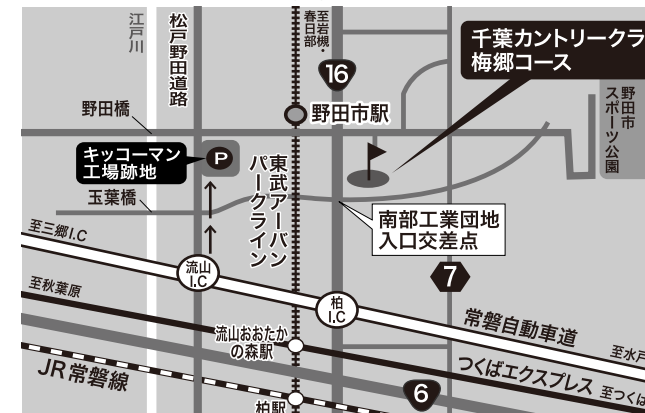 江戸川
松戸野田道路
至岩槻・
春日部
16
千葉カントリークラ
梅郷コース
野田市
スポーツ公園
野田橋
野田市駅
キッコーマン
工場跡地
P
玉葉橋
東武アーバン
パークライン
南部工業団地
入口交差点
至三郷I.C
流山
I.C
7
至秋葉原
柏
I.C
常磐自動車道
至水戸
流山おおたか
の森駅
つくばエクスプレス
至つくば
JR常磐線
6
柏駅